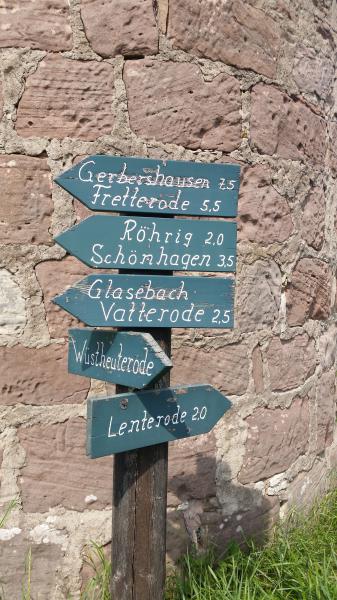 Gerbershausen 7.5
Fretterode 5,5
Röhrig 2.0
Schönhagen 3.5
Glasebach
Vatterode 2,5
Wüstheuterode
Lenterode 2.0